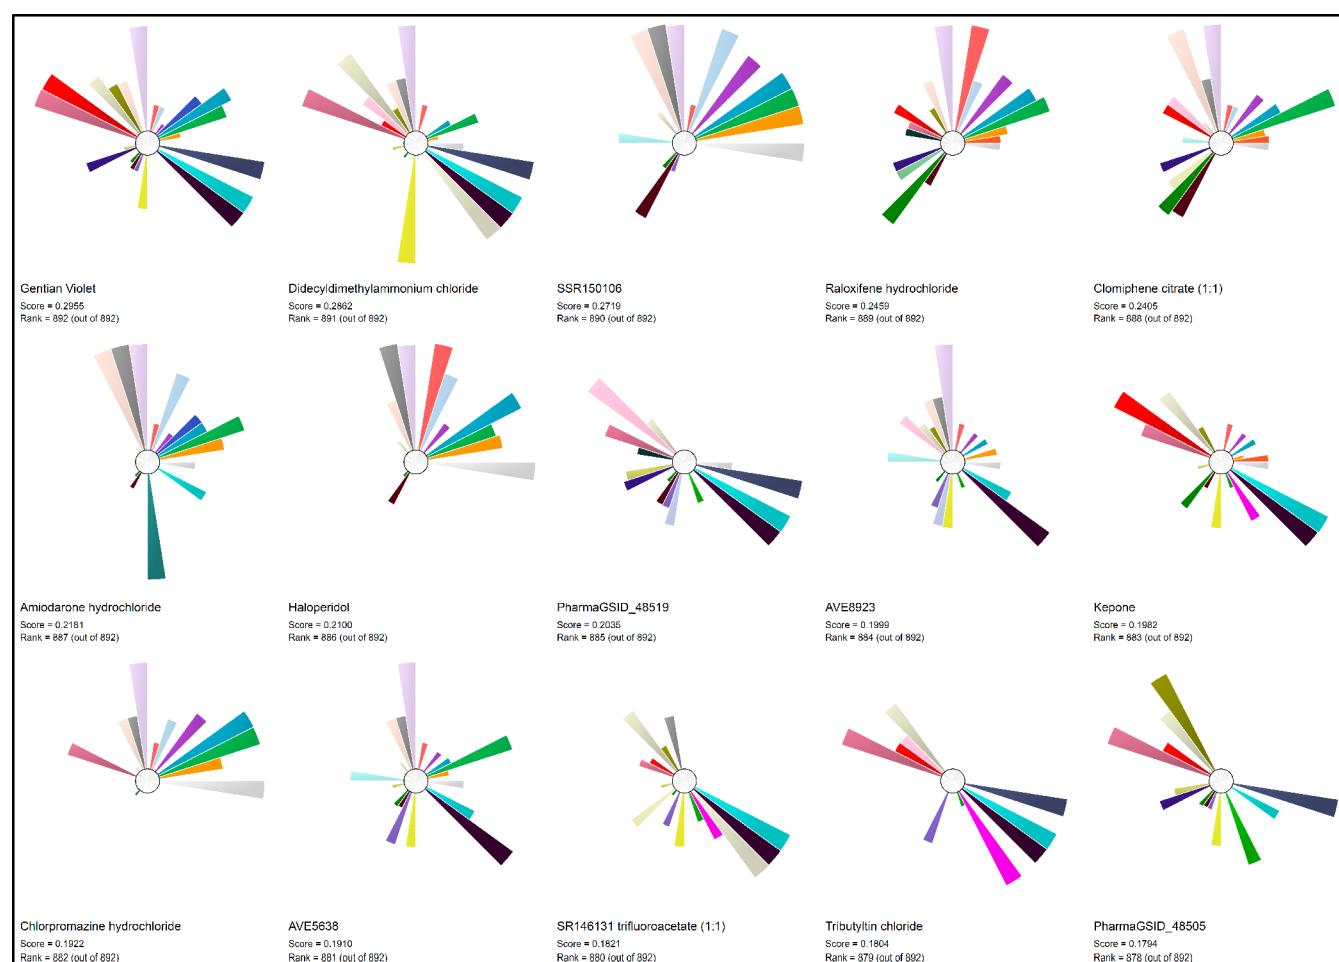 Gentian Violet
Score = 0.2955
Rank = 892 (out of 892)
Didecyldimethylammonium chloride
Score = 0.2862
Rank = 891 (out of 892)
SSR150106
Score = 0.2719
Rank = 890 (out of 892)
Raloxifene hydrochloride
Score = 0.2459
Rank = 889 (out of 892)
Clomiphene citrate (1:1)
Score = 0.2405
Rank = 888 (out of 892)
Amiodarone hydrochloride
Score = 0.2181
Rank = 887 (out of 892)
Haloperidol
Score = 0.2100
Rank = 886 (out of 892)
PharmaGSID_48519
Score = 0.2035
Rank = 885 (out of 892)
AVE8923
Score = 0.1999
Rank = 884 (out of 892)
Kepone
Score = 0.1982
Rank = 883 (out of 892)
Chlorpromazine hydrochloride
Score = 0.1922
Rank = 882 (out of 892)
AVE5638
Score = 0.1910
Rank = 881 (out of 892)
SR146131 trifluoroacetate (1:1)
Score = 0.1821
Rank = 880 (out of 892)
Tributyltin chloride
Score = 0.1804
Rank = 879 (out of 892)
PharmaGSID_48505
Score = 0.1794
Rank = 878 (out of 892)